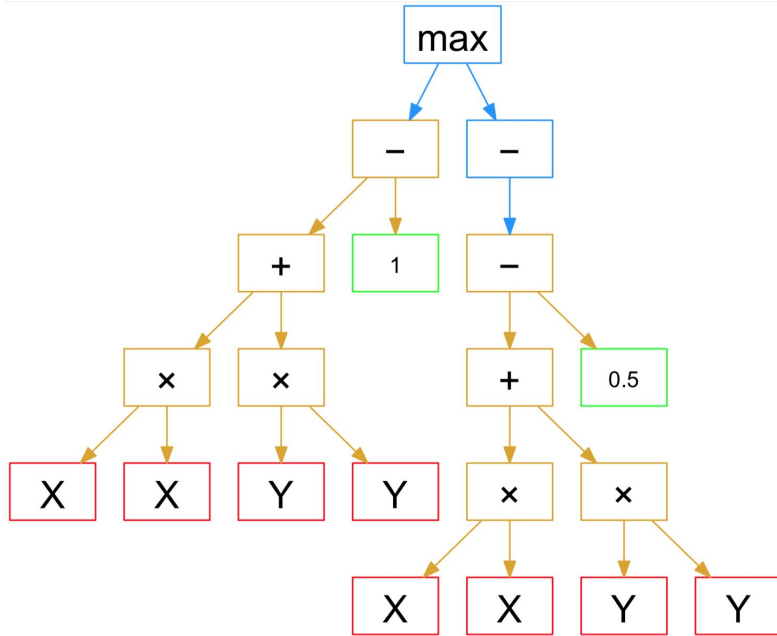 max
− −
+ 1 −
× × + 0.5
X X Y Y × ×
X X Y Y